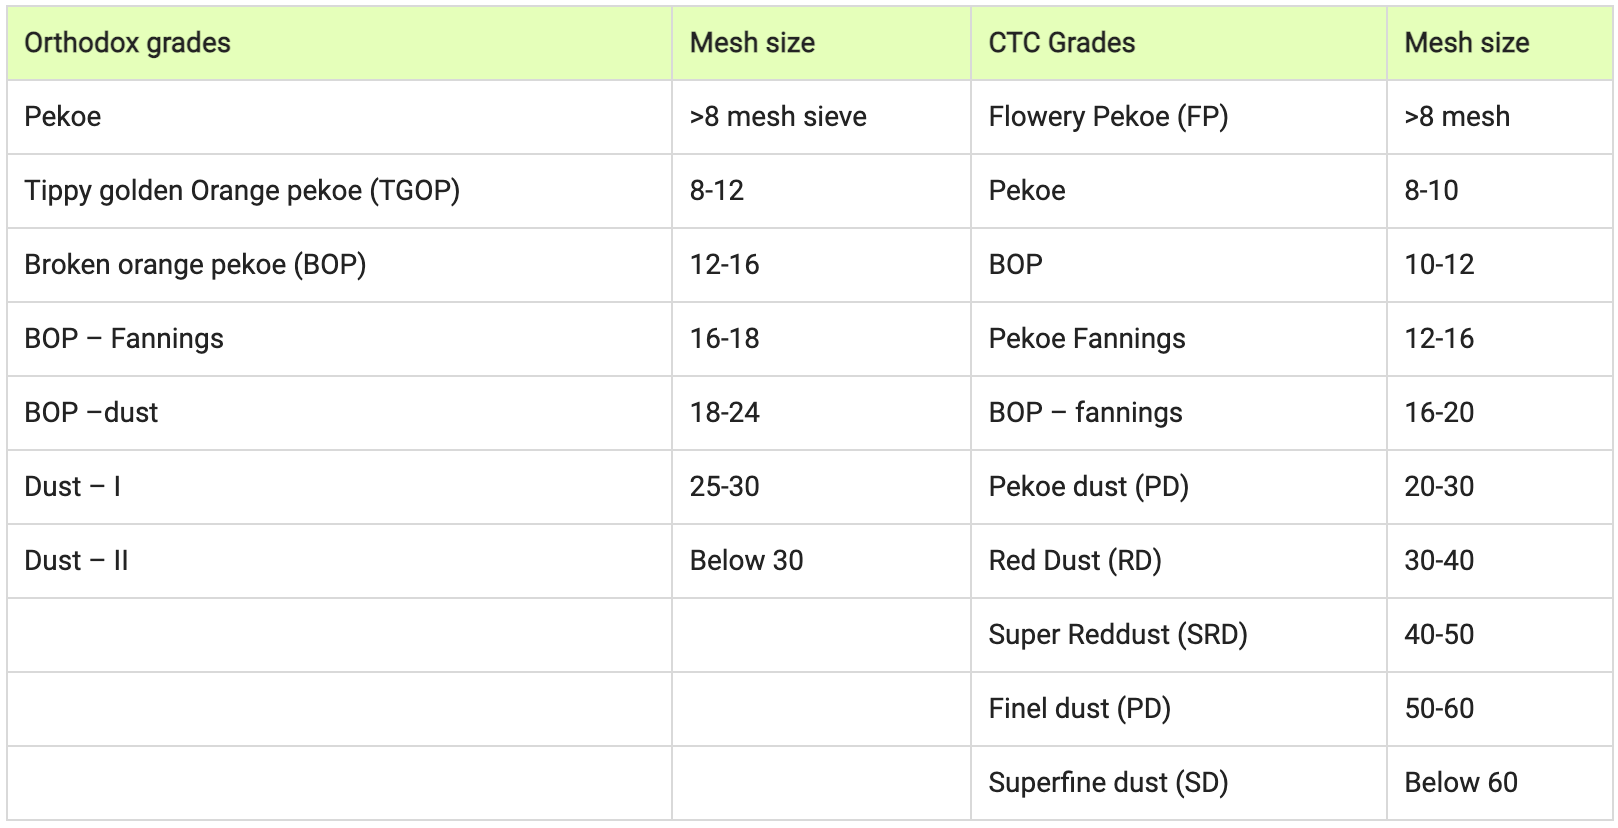 Orthodox grades Mesh size CTC Grades Mesh size
Pekoe >8 mesh sieve Flowery Pekoe (FP) >8 mesh
Tippy golden Orange pekoe (TGOP) 8-12 Pekoe 8-10
Broken orange pekoe (BOP) 12-16 BOP 10-12
BOP – Fannings 16-18 Pekoe Fannings 12-16
BOP –dust 18-24 BOP – fannings 16-20
Dust – I 25-30 Pekoe dust (PD) 20-30
Dust – II Below 30 Red Dust (RD) 30-40
Super Reddust (SRD) 40-50
Finel dust (PD) 50-60
Superfine dust (SD) Below 60